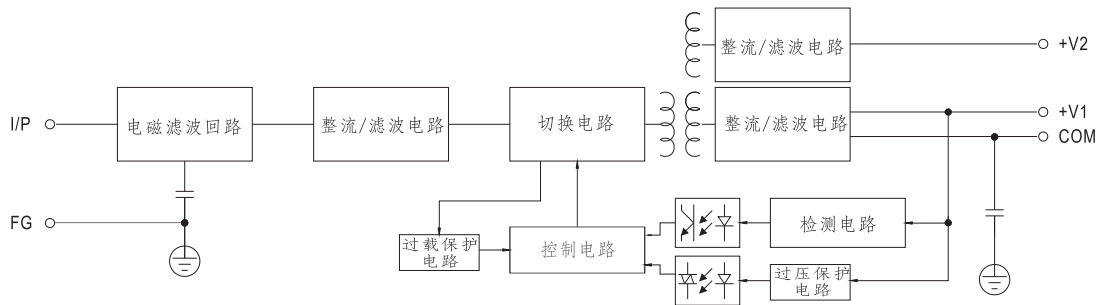 整流/滤波电路
+V2
I/P
电磁滤波回路
整流/滤波电路
切换电路
整流/滤波电路
+V1
COM
FG
过载保护
电路
控制电路
检测电路
过压保护
电路